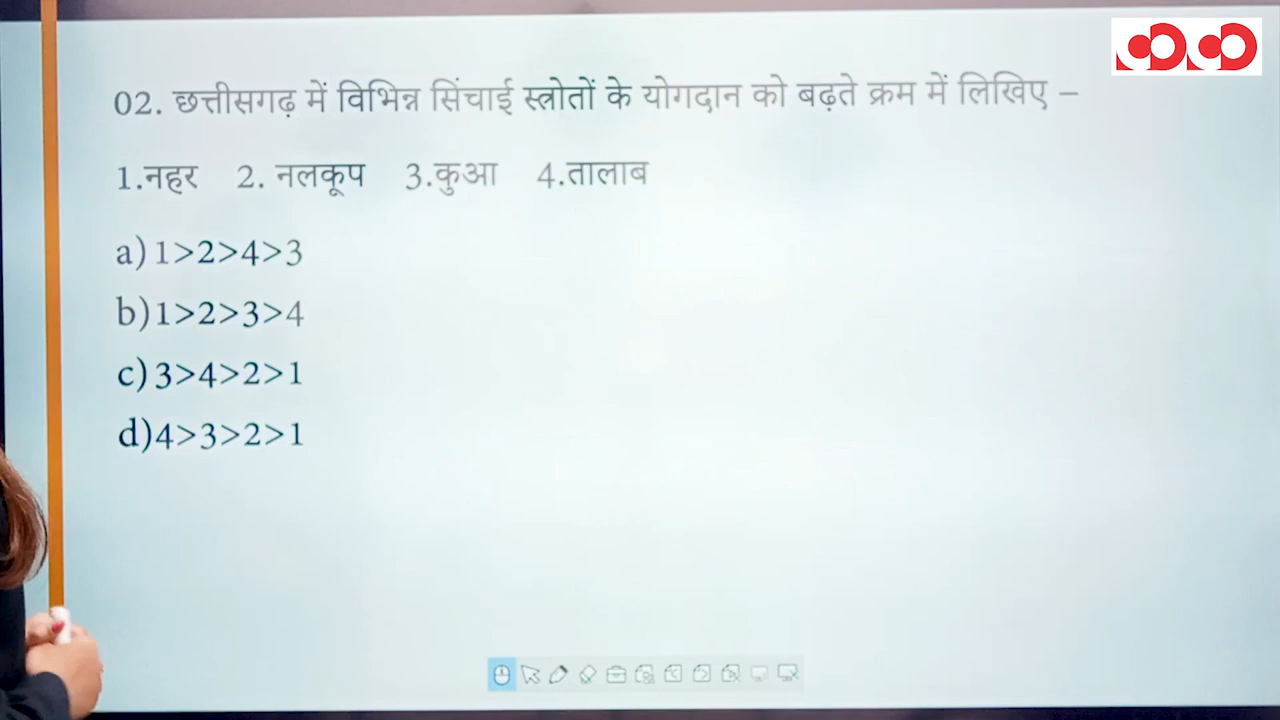 02. छत्तीसगढ़ में विभिन्न सिंचाई स्त्रोतों के योगदान को बढ़ते क्रम में लिखिए –
1.नहर 2. नलकूप 3.कुआ 4.तालाब
a) 1>2>4>3
b)1>2>3>4
c) 3>4>2>1
d)4>3>2>1